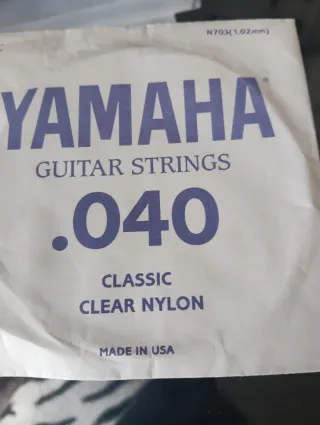 N703(1.02mm)
YAMAHA®
GUITAR STRINGS
.040
CLASSIC
CLEAR NYLON
MADE IN USA